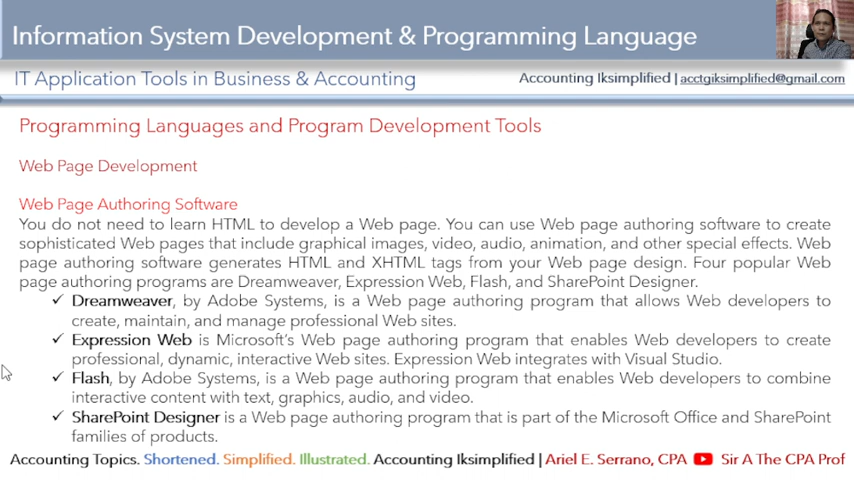 Information System Development & Programming Language
IT Application Tools in Business & Accounting
Accounting Iksimplified | acctgiksimplified@gmail.com
Programming Languages and Program Development Tools
Web Page Development
Web Page Authoring Software
You do not need to learn HTML to develop a Web page. You can use Web page authoring software to create
sophisticated Web pages that include graphical images, video, audio, animation, and other special effects. Web
page authoring software generates HTML and XHTML tags from your Web page design. Four popular Web
page authoring programs are Dreamweaver, Expression Web, Flash, and SharePoint Designer.
✓ Dreamweaver, by Adobe Systems, is a Web page authoring program that allows Web developers to
create, maintain, and manage professional Web sites.
✓ Expression Web is Microsoft's Web page authoring program that enables Web developers to create
professional, dynamic, interactive Web sites. Expression Web integrates with Visual Studio.
✓ Flash, by Adobe Systems, is a Web page authoring program that enables Web developers to combine
interactive content with text, graphics, audio, and video.
✓ SharePoint Designer is a Web page authoring program that is part of the Microsoft Office and SharePoint
families of products.
Accounting Topics. Shortened. Simplified. Illustrated. Accounting Iksimplified | Ariel E. Serrano, CPA Sir A The CPA Prof